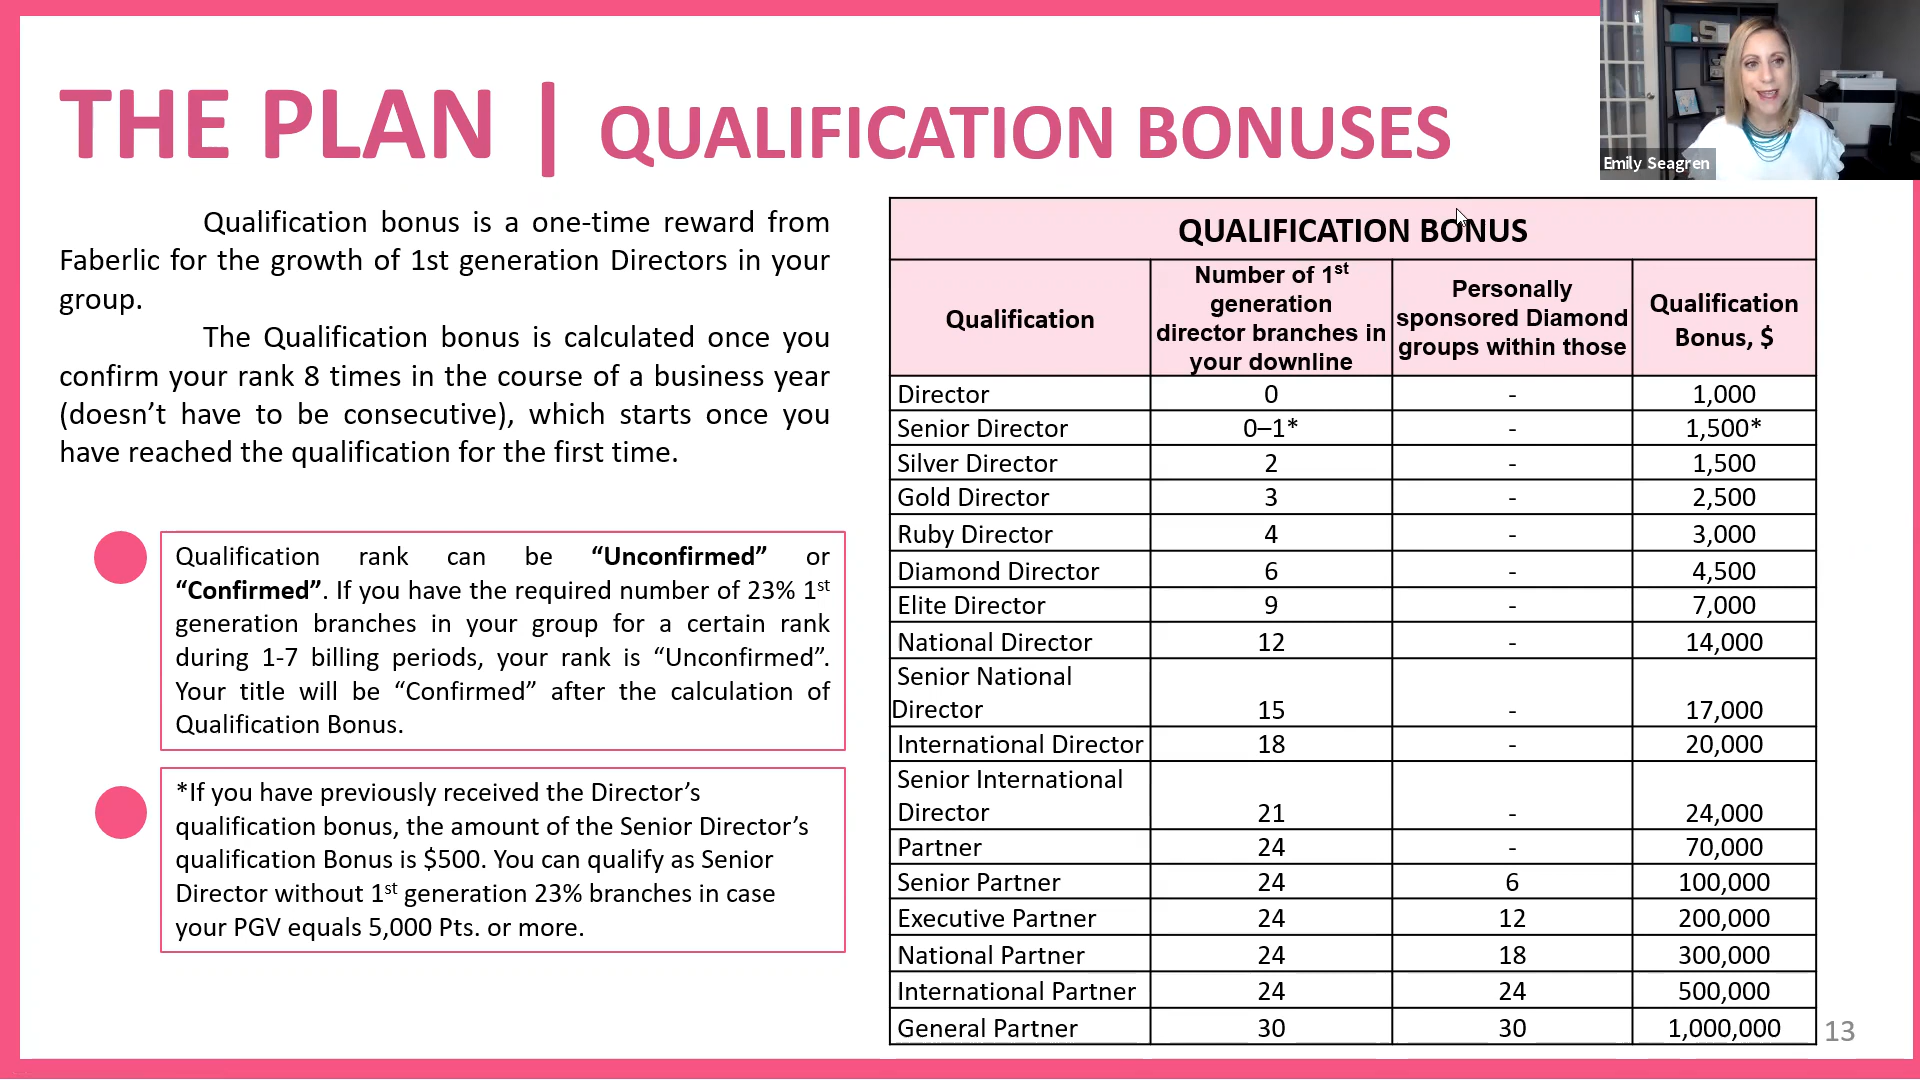 THE PLAN | QUALIFICATION BONUSES
Emily Seagren
Qualification bonus is a one-time reward from
Faberlic for the growth of 1st generation Directors in your
group.
The Qualification bonus is calculated once you
confirm your rank 8 times in the course of a business year
(doesn’t have to be consecutive), which starts once you
have reached the qualification for the first time.
Qualification rank can be “Unconfirmed” or
“Confirmed”. If you have the required number of 23% 1st
generation branches in your group for a certain rank
during 1-7 billing periods, your rank is “Unconfirmed”.
Your title will be “Confirmed” after the calculation of
Qualification Bonus.
*If you have previously received the Director’s
qualification bonus, the amount of the Senior Director’s
qualification Bonus is $500. You can qualify as Senior
Director without 1st generation 23% branches in case
your PGV equals 5,000 Pts. or more.
QUALIFICATION BONUS
Qualification
Number of 1st
generation
director branches in
your downline
Personally
sponsored Diamond
groups within those
Qualification
Bonus, $
Director 0 - 1,000
Senior Director 0–1* - 1,500*
Silver Director 2 - 1,500
Gold Director 3 - 2,500
Ruby Director 4 - 3,000
Diamond Director 6 - 4,500
Elite Director 9 - 7,000
National Director 12 - 14,000
Senior National
Director 15 - 17,000
International Director 18 - 20,000
Senior International
Director 21 - 24,000
Partner 24 - 70,000
Senior Partner 24 6 100,000
Executive Partner 24 12 200,000
National Partner 24 18 300,000
International Partner 24 24 500,000
General Partner 30 30 1,000,000
13